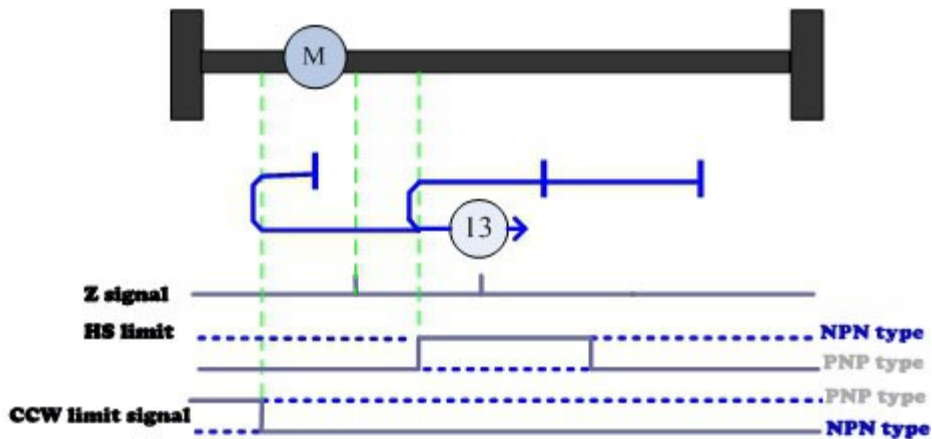 M
13
Z signal
HS limit
NPN type
PNP type
PNP type
CCW limit signal
NPN type